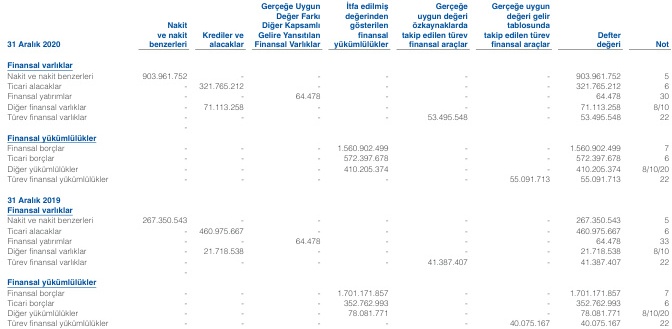 Gerçeğe Uygun İtfa edilmiş Gerçeğe Gerçeğe uygun
Değer Farkı değerinden uygun değeri değeri gelir
Nakit Diğer Kapsamlı gösterilen özkaynaklarda tablosunda
ve nakit Krediler ve Gelire Yansıtılan finansal takip edilen türev takip edilen türev Defter
31 Aralık 2020 benzerleri alacaklar Finansal Varlıklar yükümlülükler finansal araçlar finansal araçlar değeri Not
Finansal varlıklar
Nakit ve nakit benzerleri 903.961.752 - - - - - 903.961.752 5
Ticari alacaklar - 321.765.212 - - - - 321.765.212 6
Finansal yatırımlar - - 64.478 - - - 64.478 30
Diğer finansal varlıklar - 71.113.258 - - - - 71.113.258 8/10
Türev finansal varlıklar - - - - 53.495.548 - 53.495.548 22
-
Finansal yükümlülükler
Finansal borçlar - - - 1.560.902.499 - - 1.560.902.499 7
Ticari borçlar - - - 572.397.678 - - 572.397.678 6
Diğer yükümlülükler - - - 410.205.374 - - 410.205.374 8/10/20
Türev finansal yükümlülükler - - - - - 55.091.713 55.091.713 22
31 Aralık 2019
Finansal varlıklar
Nakit ve nakit benzerleri 267.350.543 - - - - - 267.350.543 5
Ticari alacaklar - 460.975.667 - - - - 460.975.667 6
Finansal yatırımlar - - 64.478 - - - 64.478 33
Diğer finansal varlıklar - 21.718.538 - - - - 21.718.538 8/10
Türev finansal varlıklar - - - - 41.387.407 - 41.387.407 22
-
Finansal yükümlülükler
Finansal borçlar - - - 1.701.171.857 - - 1.701.171.857 7
Ticari borçlar - - - 352.762.993 - - 352.762.993 6
Diğer yükümlülükler - - - 78.081.771 - - 78.081.771 8/10/20
Türev finansal yükümlülükler - - - - - 40.075.167 40.075.167 22